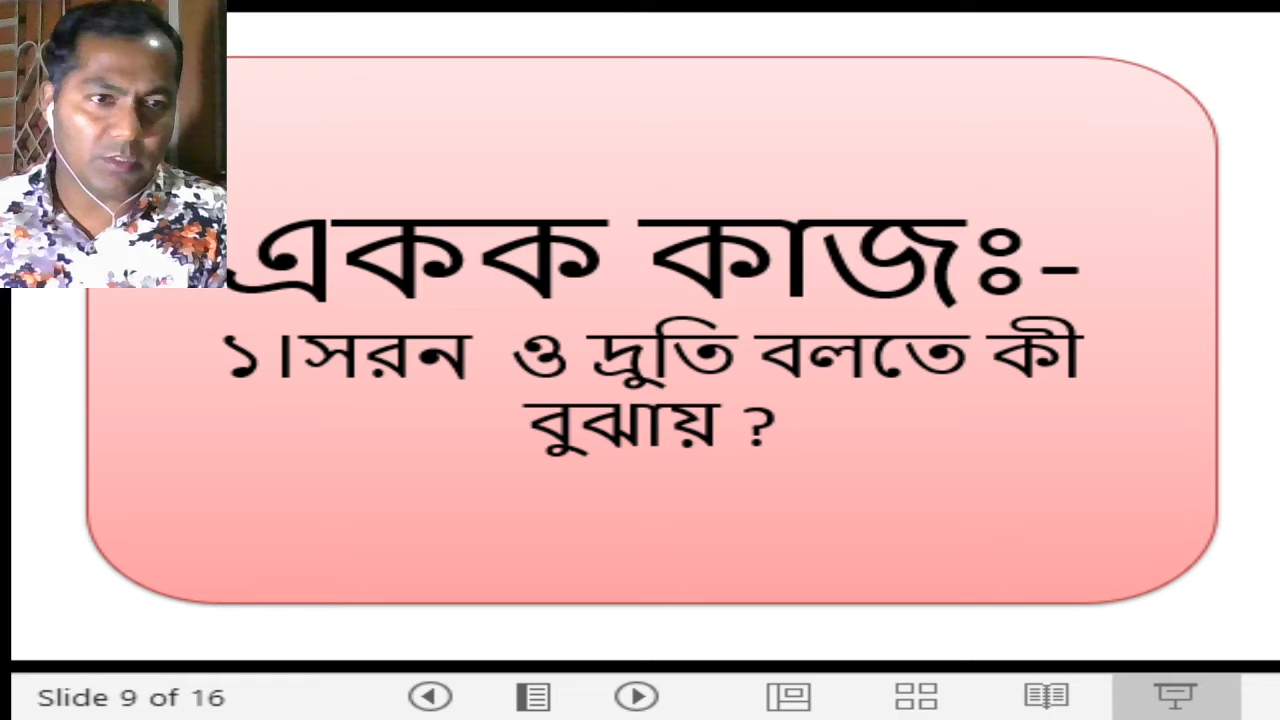 একক কাজঃ-
১।সরন ও দ্রুতি বলতে কী
বুঝায় ?
Slide 9 of 16